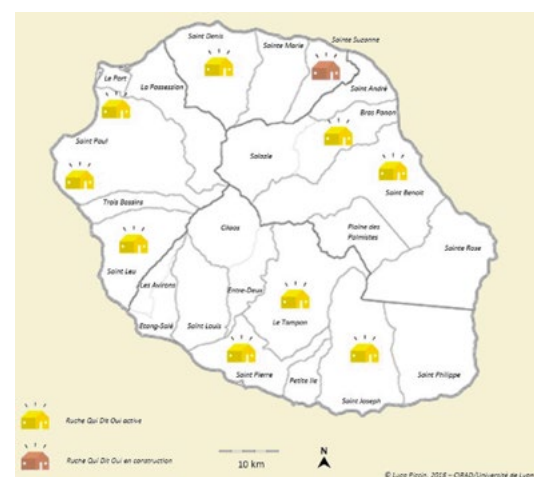 Saint Denis
Sainte Marie
Sainte Suzanne
Le Port
La Possession
Saint André
Bras Panon
Saint Paul
Salazie
Saint Benoit
Trois Bassins
Cilaos
Plaine des
Palmistes
Sainte Rose
Saint Leu
Les Avirons
Entre-Deux
Etang-Salé
Saint Louis
Le Tampon
Saint Pierre
Petite Ile
Saint Joseph
Saint Philippe
Ruche Qui Dit Oui active
Ruche Qui Dit Oui en construction
10 km
N
2018 – CIRAD/Université de